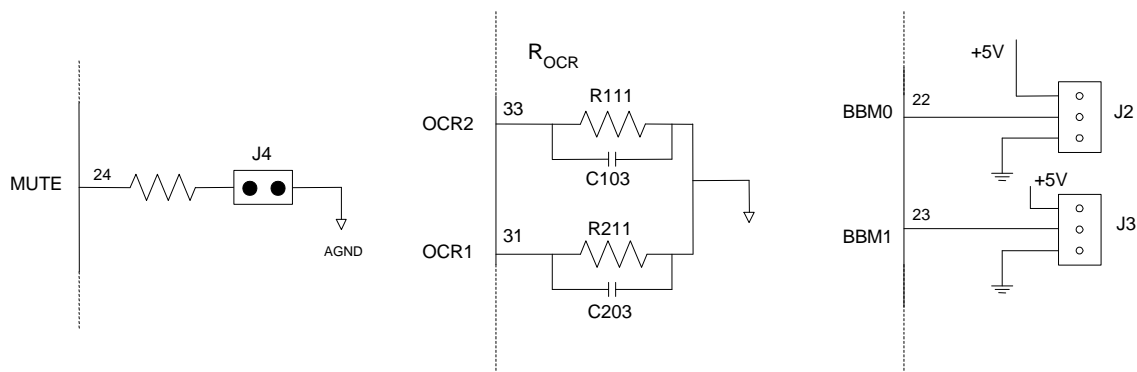 MUTE
24
J4
AGND
R_OCR
OCR2
33
R111
C103
OCR1
31
R211
C203
+5V
BBM0
22
J2
+5V
BBM1
23
J3